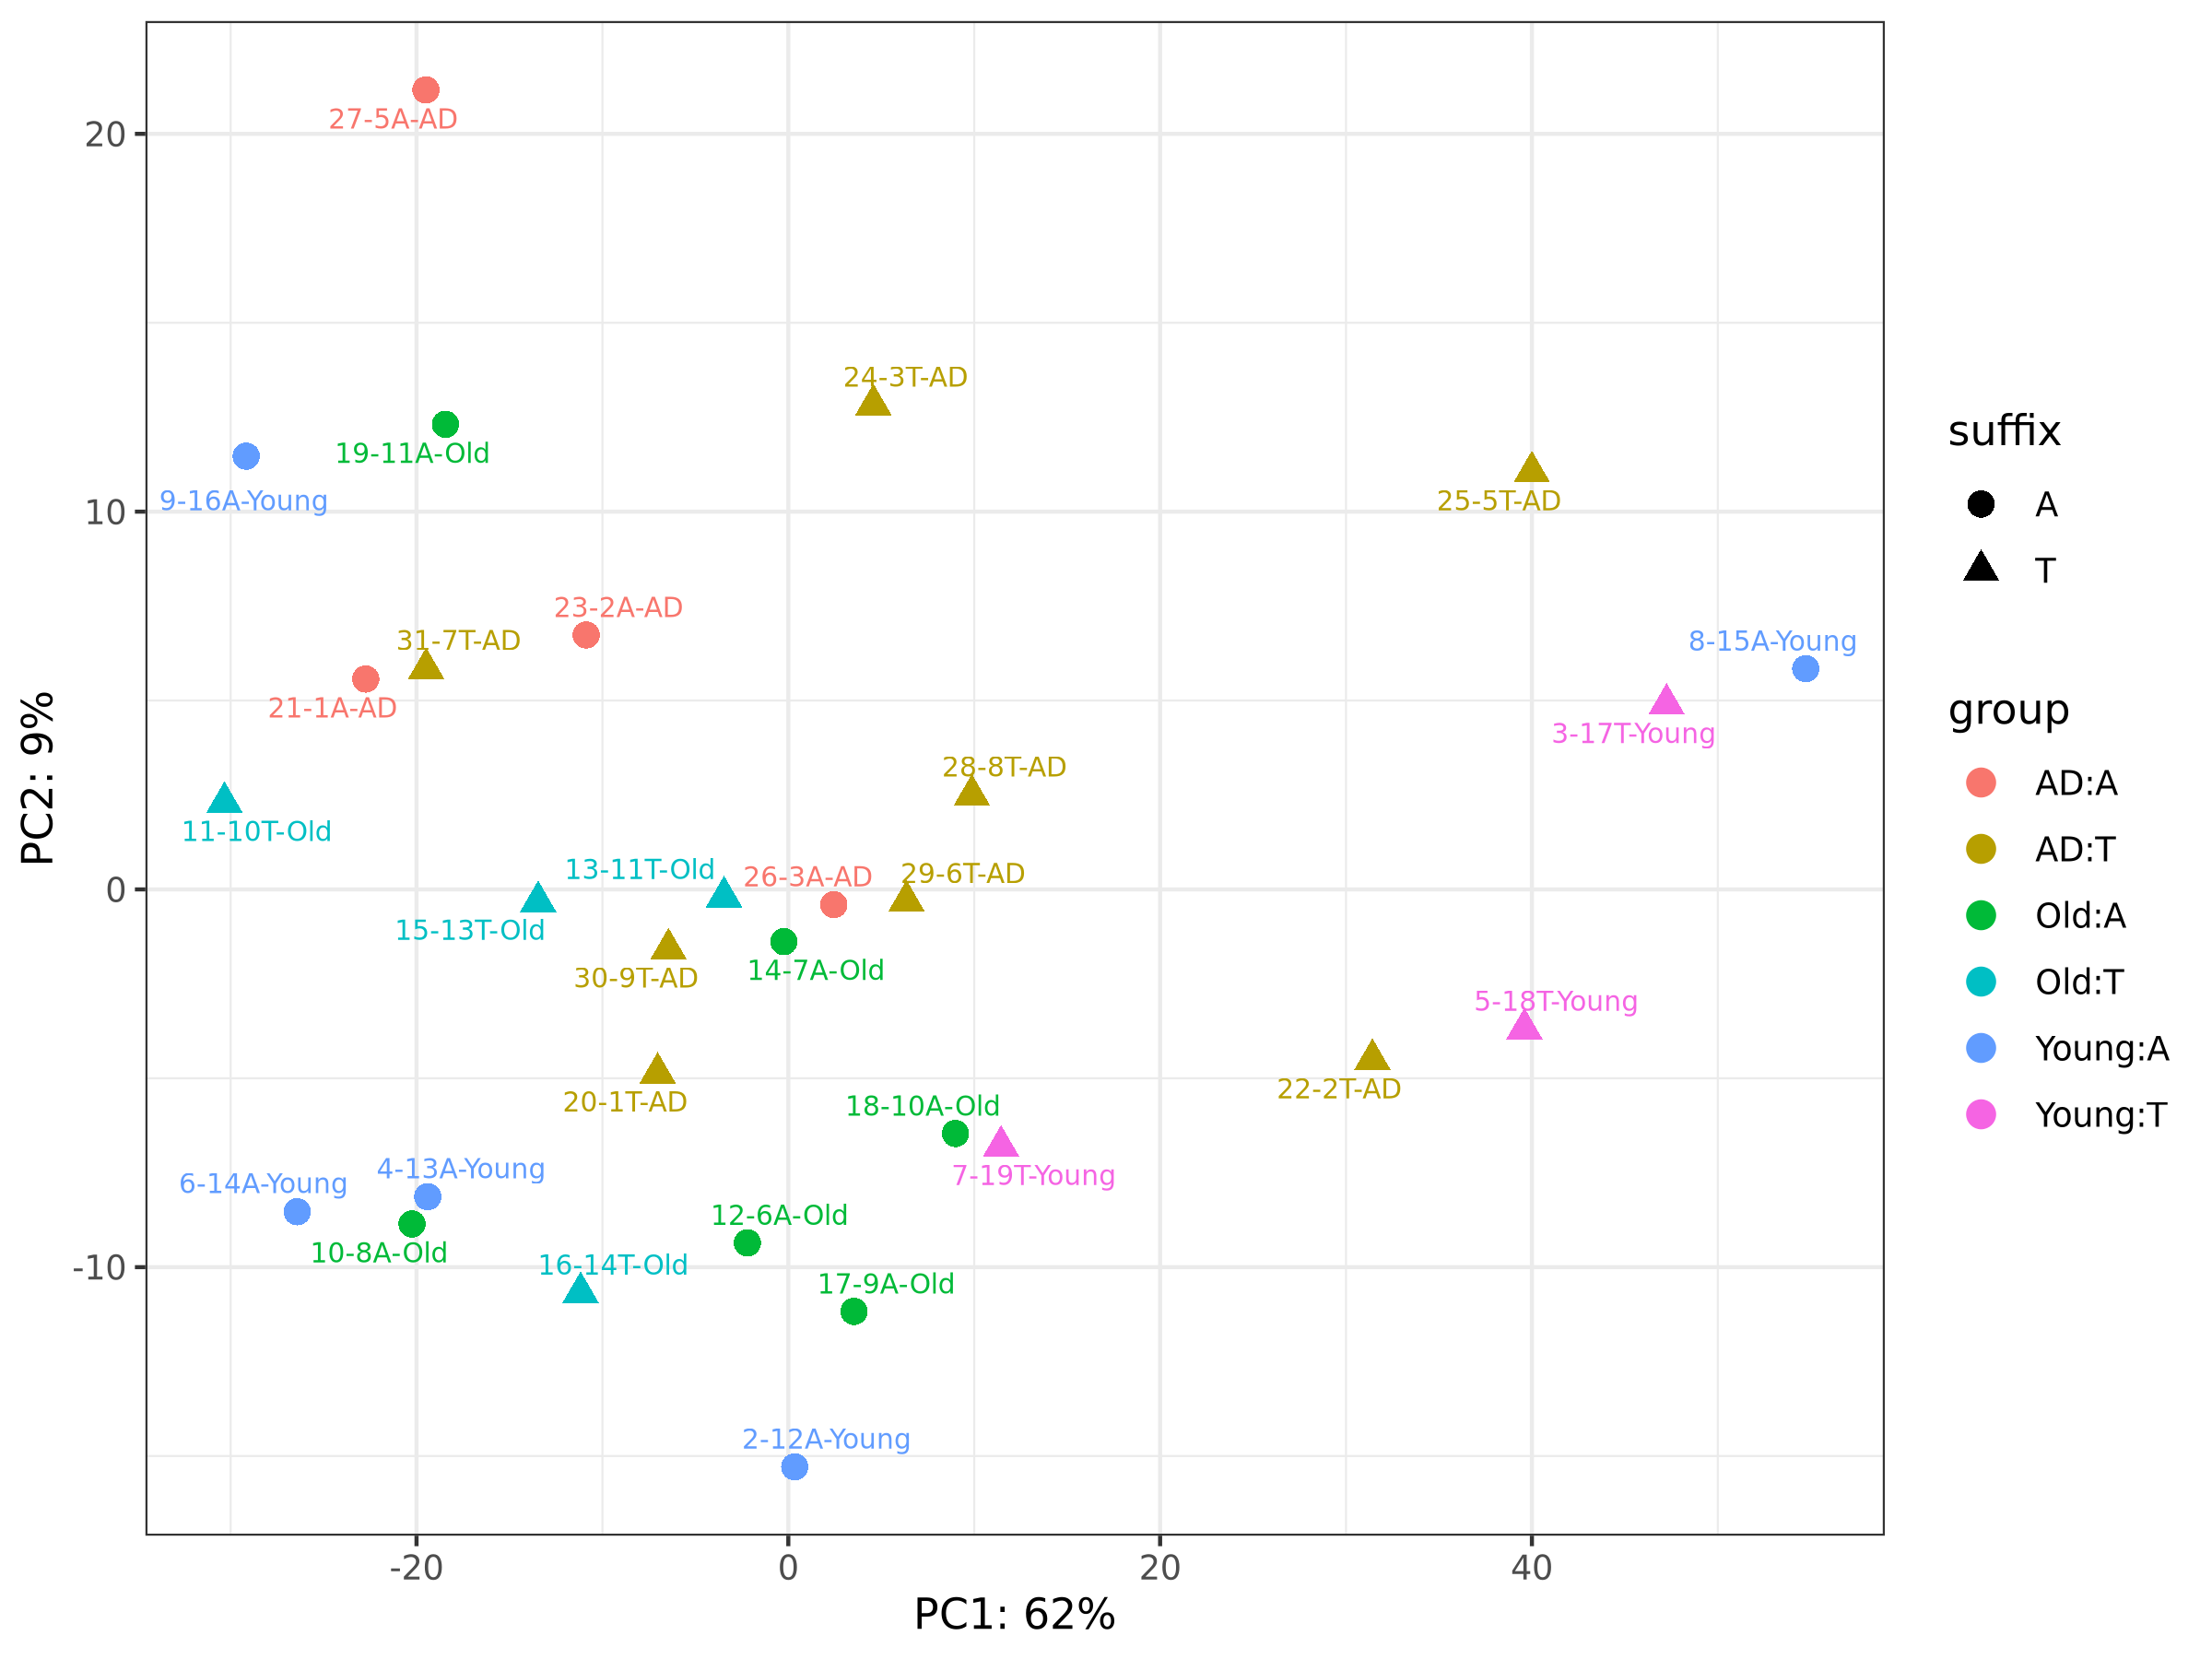 27-5A-AD
20
24-3T-AD
19-11A-Old
25-5T-AD
9-16A-Young
10
23-2A-AD
31-7T-AD
8-15A-Young
21-1A-AD
3-17T-Young
28-8T-AD
11-10T-Old
13-11T-Old
26-3A-AD
29-6T-AD
0
15-13T-Old
14-7A-Old
30-9T-AD
5-18T-Young
22-2T-AD
20-1T-AD
18-10A-Old
7-19T-Young
4-13A-Young
6-14A-Young
12-6A-Old
10-8A-Old
16-14T-Old
-10
17-9A-Old
2-12A-Young
-20
0
20
40
PC1: 62%
PC2: 9%
suffix
A
T
group
AD:A
AD:T
Old:A
Old:T
Young:A
Young:T